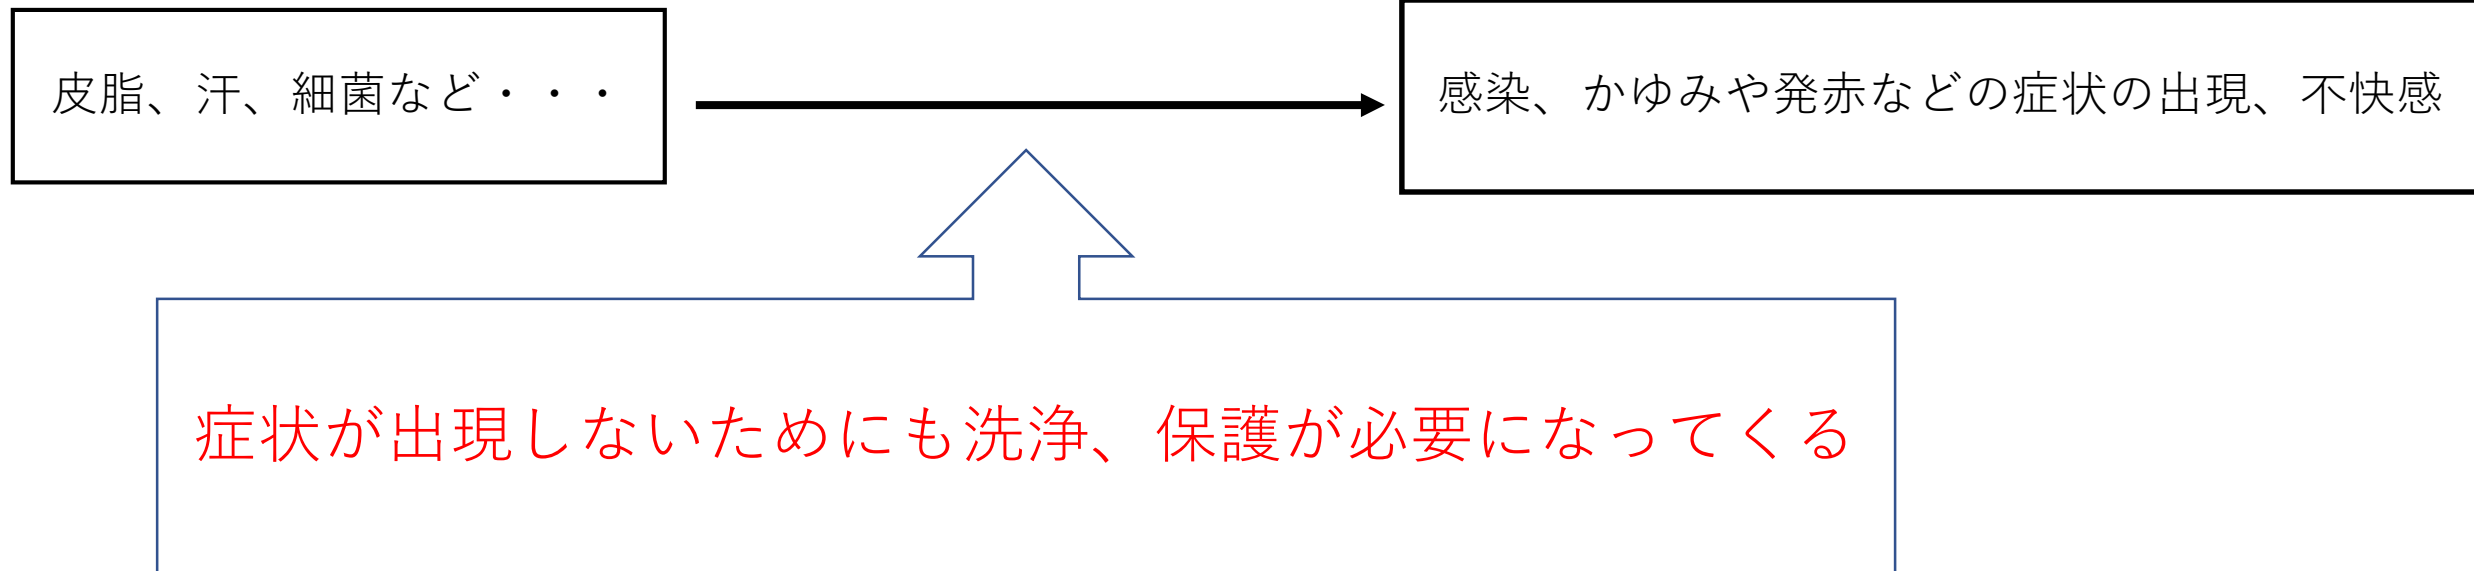 皮脂、汗、細菌など・・・
感染、かゆみや発赤などの症状の出現、不快感
症状が出現しないためにも洗浄、保護が必要になってくる